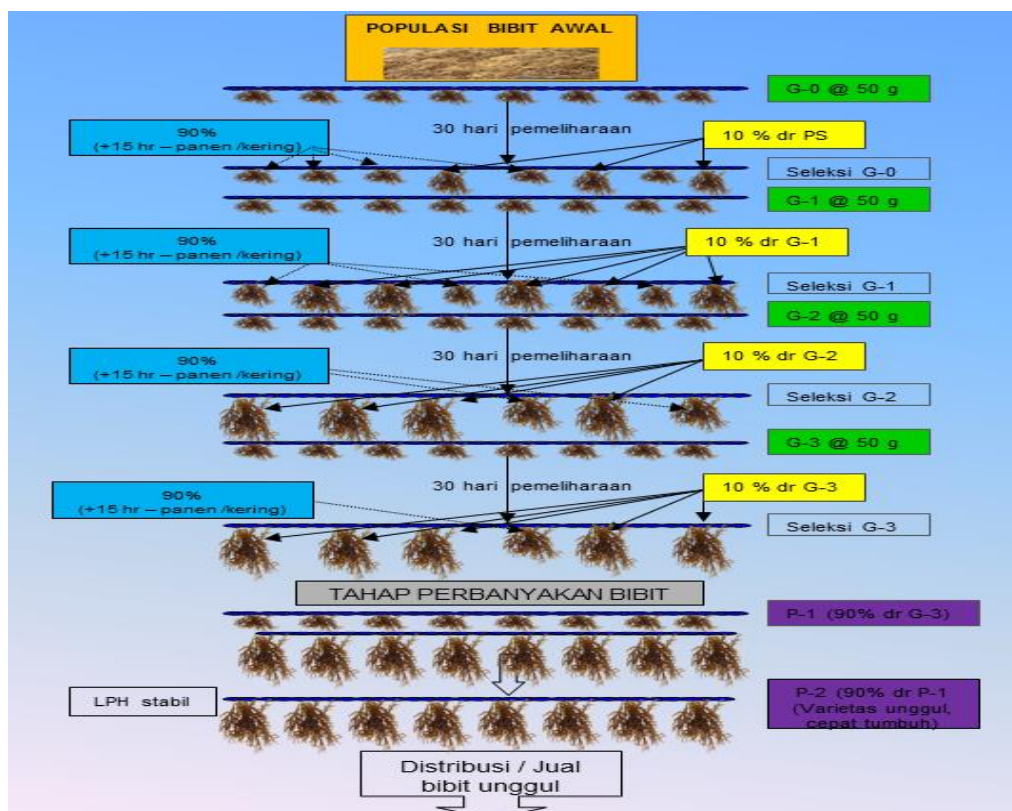 POPULASI BIBIT AWAL
G-0 @ 50 g
90%
(+15 hr – panen /kering)
30 hari pemeliharaan
10 % dr PS
Seleksi G-0
G-1 @ 50 g
90%
(+15 hr – panen /kering)
30 hari pemeliharaan
10 % dr G-1
Seleksi G-1
G-2 @ 50 g
90%
(+15 hr – panen /kering)
30 hari pemeliharaan
10 % dr G-2
Seleksi G-2
G-3 @ 50 g
90%
(+15 hr – panen /kering)
30 hari pemeliharaan
10 % dr G-3
Seleksi G-3
TAHAP PERBANYAKAN BIBIT
P-1 (90% dr G-3)
LPH stabil
P-2 (90% dr P-1
(Varietas unggul,
cepat tumbuh)
Distribusi / Jual
bibit unggul